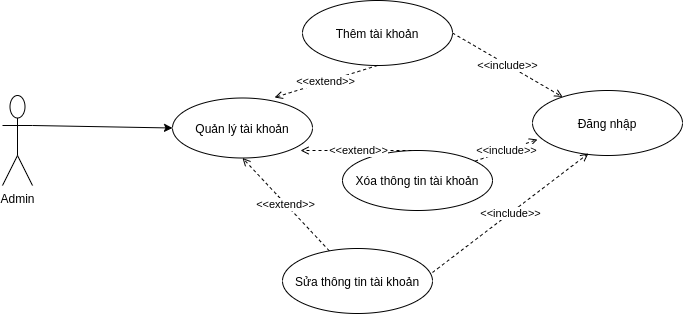 Thêm tài khoản
<<include>>
<<extend>>
Quản lý tài khoản
Đăng nhập
<<extend>>
<<include>>
Xóa thông tin tài khoản
Admin
<<extend>>
<<include>>
Sửa thông tin tài khoản